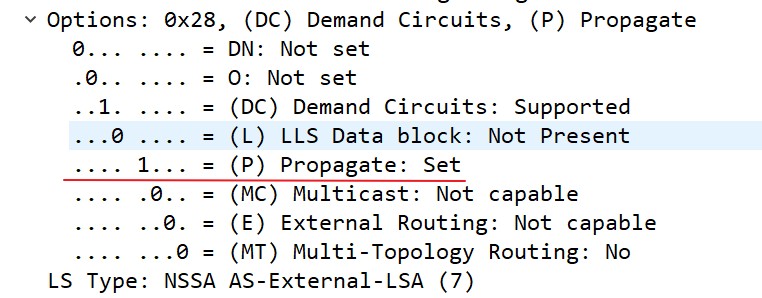 Options: 0x28, (DC) Demand Circuits, (P) Propagate
0... .... = DN: Not set
.0.. .... = O: Not set
..1. .... = (DC) Demand Circuits: Supported
...0 .... = (L) LLS Data block: Not Present
.... 1... = (P) Propagate: Set
.... .0.. = (MC) Multicast: Not capable
.... ..0. = (E) External Routing: Not capable
.... ...0 = (MT) Multi-Topology Routing: No
LS Type: NSSA AS-External-LSA (7)